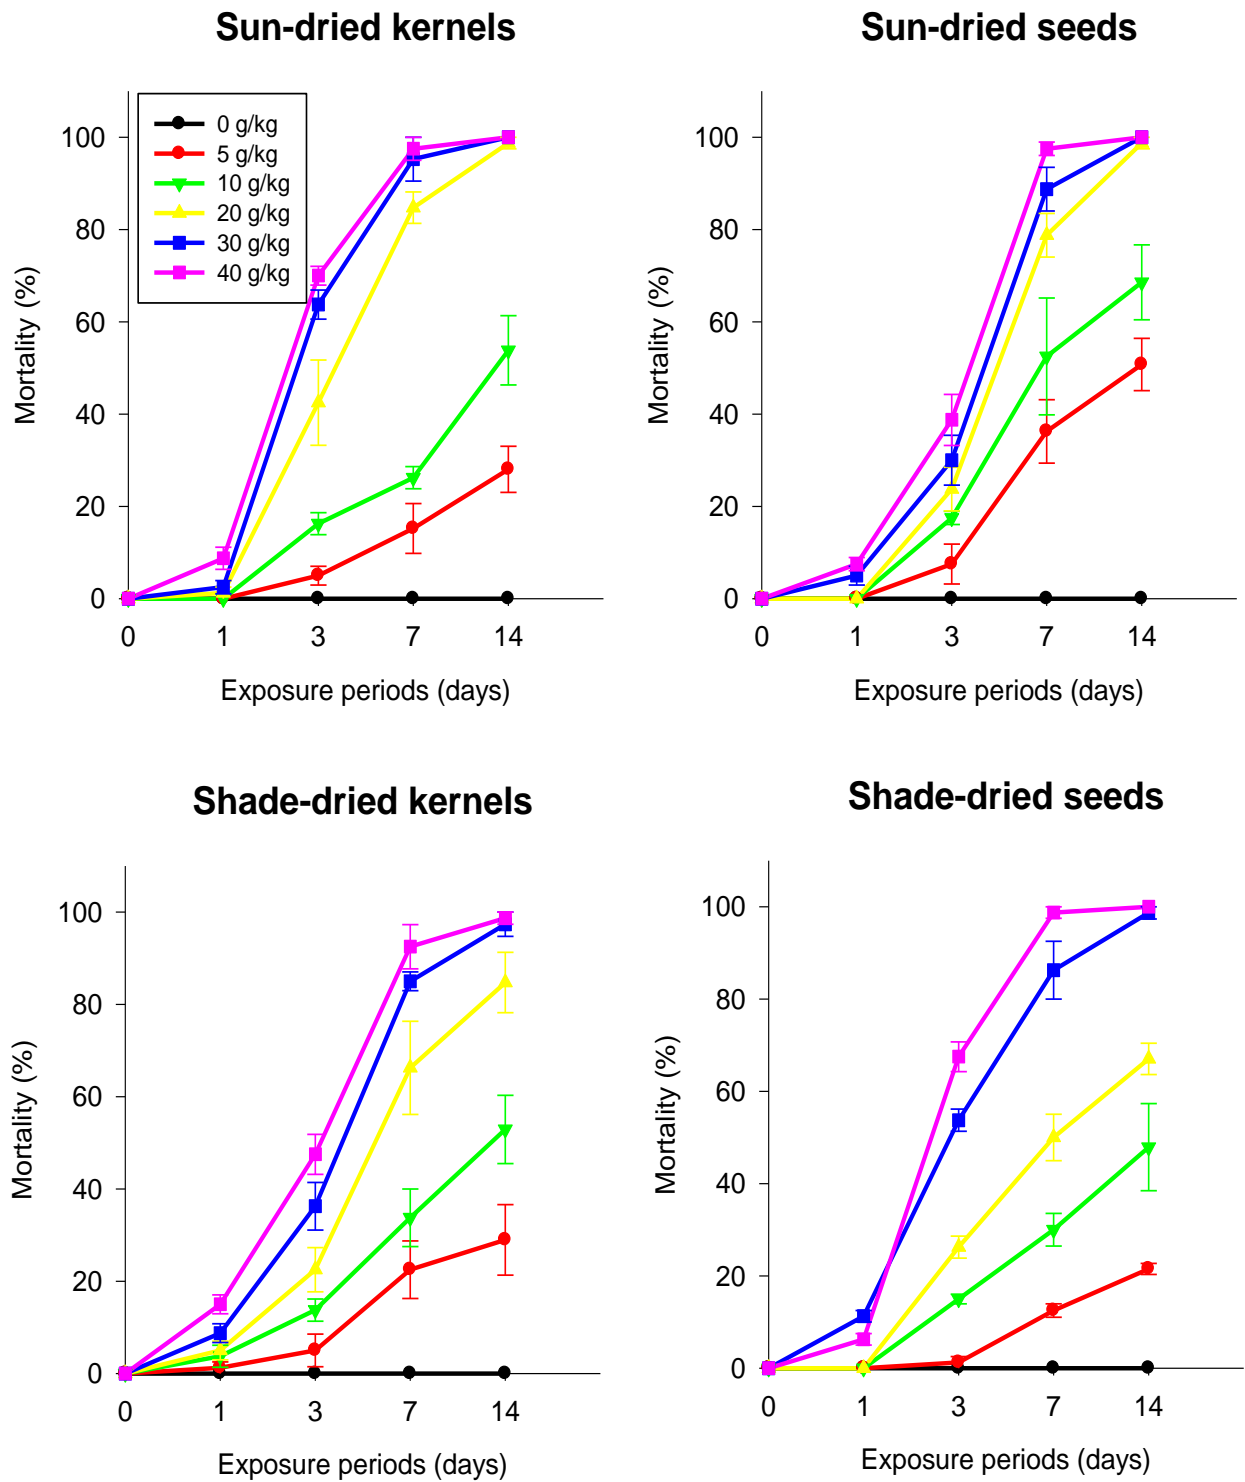 Sun-dried kernels
Mortality (%)
100
80
60
40
20
0
0 g/kg
5 g/kg
10 g/kg
20 g/kg
30 g/kg
40 g/kg
0 1 3 7 14
Exposure periods (days)
Sun-dried seeds
Mortality (%)
100
80
60
40
20
0
0 1 3 7 14
Exposure periods (days)
Shade-dried kernels
Mortality (%)
100
80
60
40
20
0
0 1 3 7 14
Exposure periods (days)
Shade-dried seeds
Mortality (%)
100
80
60
40
20
0
0 1 3 7 14
Exposure periods (days)